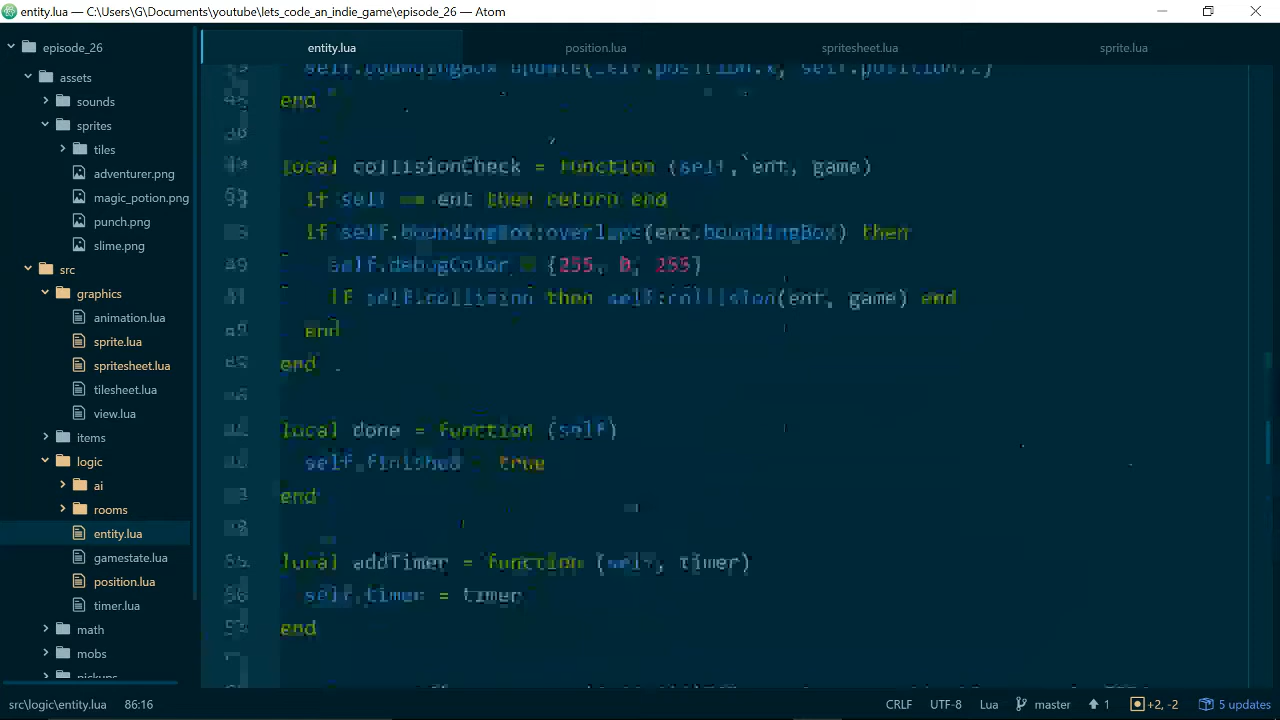 entity.lua — C:\Users\G\Documents\youtube\lets_code_an_indie_game\episode_26 — Atom
episode_26
assets
sounds
sprites
tiles
adventurer.png
magic_potion.png
punch.png
slime.png
src
graphics
animation.lua
sprite.lua
spritesheet.lua
tilesheet.lua
view.lua
items
logic
ai
rooms
entity.lua
gamestate.lua
position.lua
timer.lua
math
mobs
pickups
entity.lua
position.lua
spritesheet.lua
sprite.lua
end
local collisionCheck = function (self, ent, game)
if self == ent then return end
if self.boundingBox:overlaps(ent.boundingBox) then
self.debugColor = {255, 0, 255}
if self.collision then self:collision(ent, game) end
end
end
local done = function (self)
self.finished = true
end
local addTimer = function (self, timer)
self.timer = timer
end
src\logic\entity.lua 86:16
CRLF UTF-8 Lua master 1 +2, -2 5 updates